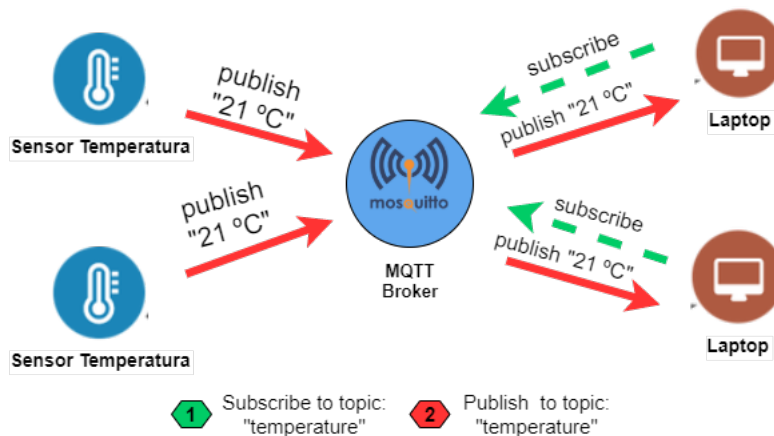 publish
"21 ºC"
Sensor Temperatura
publish
"21 ºC"
Sensor Temperatura
mosquitto
MQTT
Broker
subscribe
publish "21 ºC"
Laptop
subscribe
publish "21 ºC"
Laptop
1 Subscribe to topic:
"temperature"
2 Publish to topic:
"temperature"